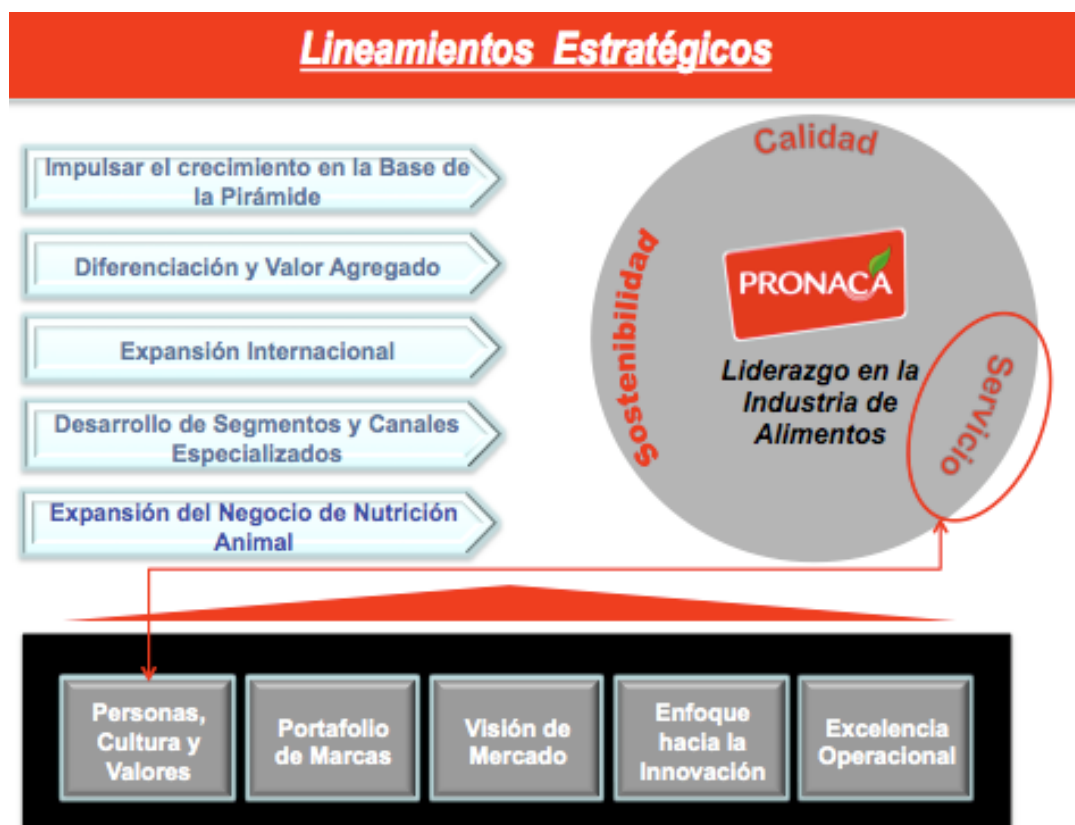 Lineamientos Estratégicos
Impulsar el crecimiento en la Base de
la Pirámide
Diferenciación y Valor Agregado
Expansión Internacional
Desarrollo de Segmentos y Canales
Especializados
Expansión del Negocio de Nutrición
Animal
Calidad
Sostenibilidad
PRONACA
Liderazgo en la
Industria de
Alimentos
Servicio
Personas,
Cultura y
Valores
Portafolio
de Marcas
Visión de
Mercado
Enfoque
hacia la
Innovación
Excelencia
Operacional